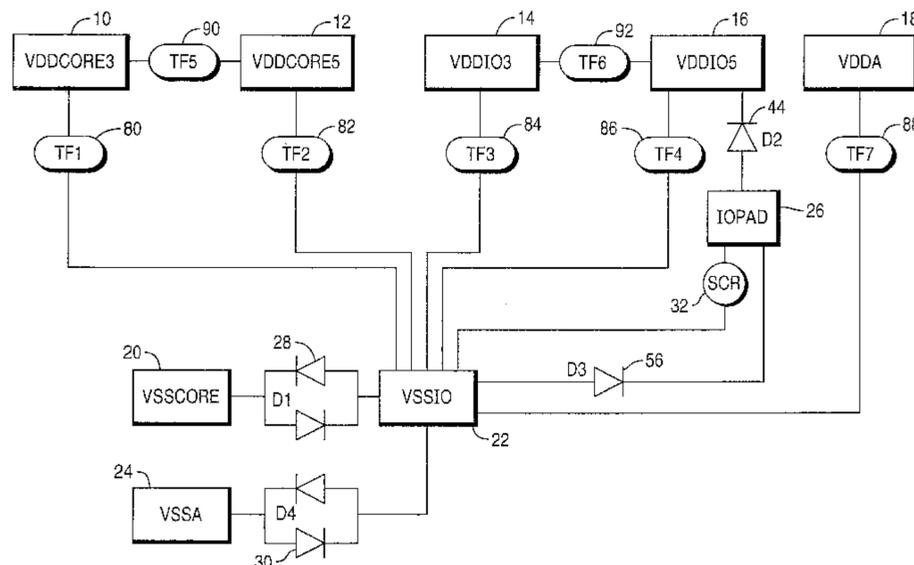 10
90
12
14
92
16
18
VDDCORE3
TF5
VDDCORE5
VDDIO3
TF6
VDDIO5
VDDA
44
80
82
84
86
D2
88
TF1
TF2
TF3
TF4
TF7
IOPAD
26
SCR
32
20
28
D3
56
VSSCORE
D1
VSSIO
22
24
VSSA
D4
30